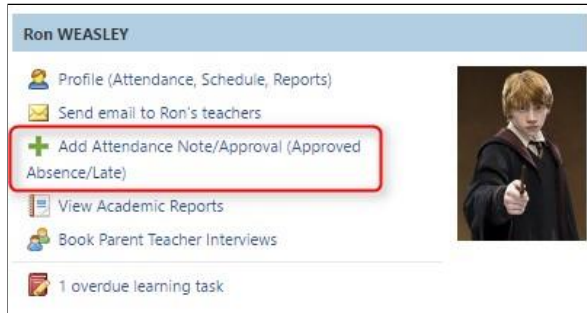 Ron WEASLEY
Profile (Attendance, Schedule, Reports)
Send email to Ron's teachers
Add Attendance Note/Approval (Approved
Absence/Late)
View Academic Reports
Book Parent Teacher Interviews
1 overdue learning task